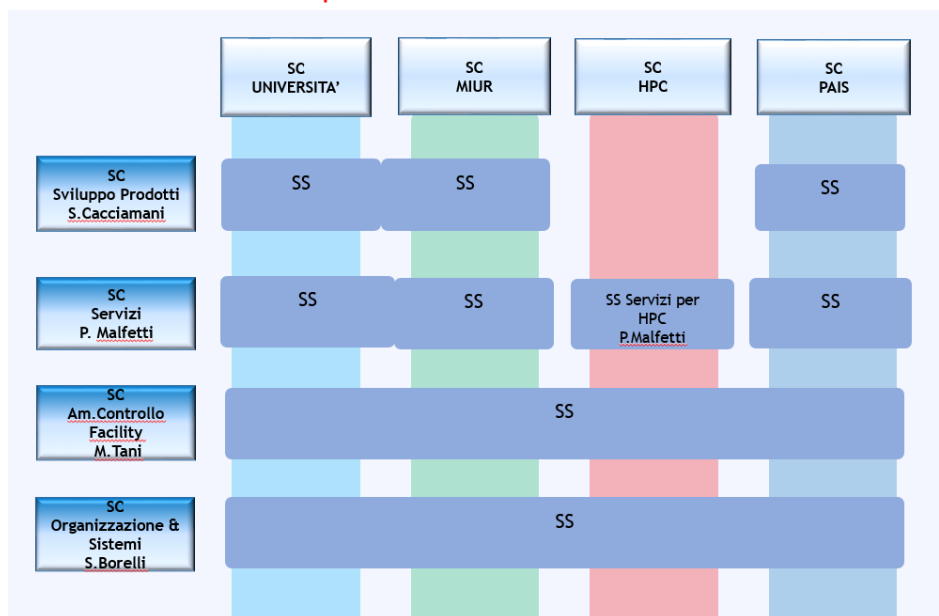 SC
UNIVERSITA’
SC
MIUR
SC
HPC
SC
PAIS
SC
Sviluppo Prodotti
S.Cacciamani
SS
SS
SS
SC
Servizi
P. Malfetti
SS
SS
SS Servizi per
HPC
P.Malfetti
SS
SC
Am.Controllo
Facility
M.Tani
SS
SC
Organizzazione &
Sistemi
S.Borelli
SS